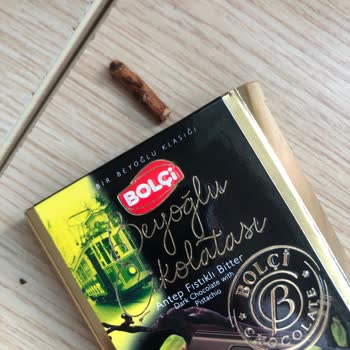 BİR BEYOĞLU KLASİĞİ
BOLÇi
Beyoğlu
Çikolatası
Antep Fıstıklı Bitter
Dark Chocolate with
Pistachio
BOLÇİ
B
CHOCOLATE